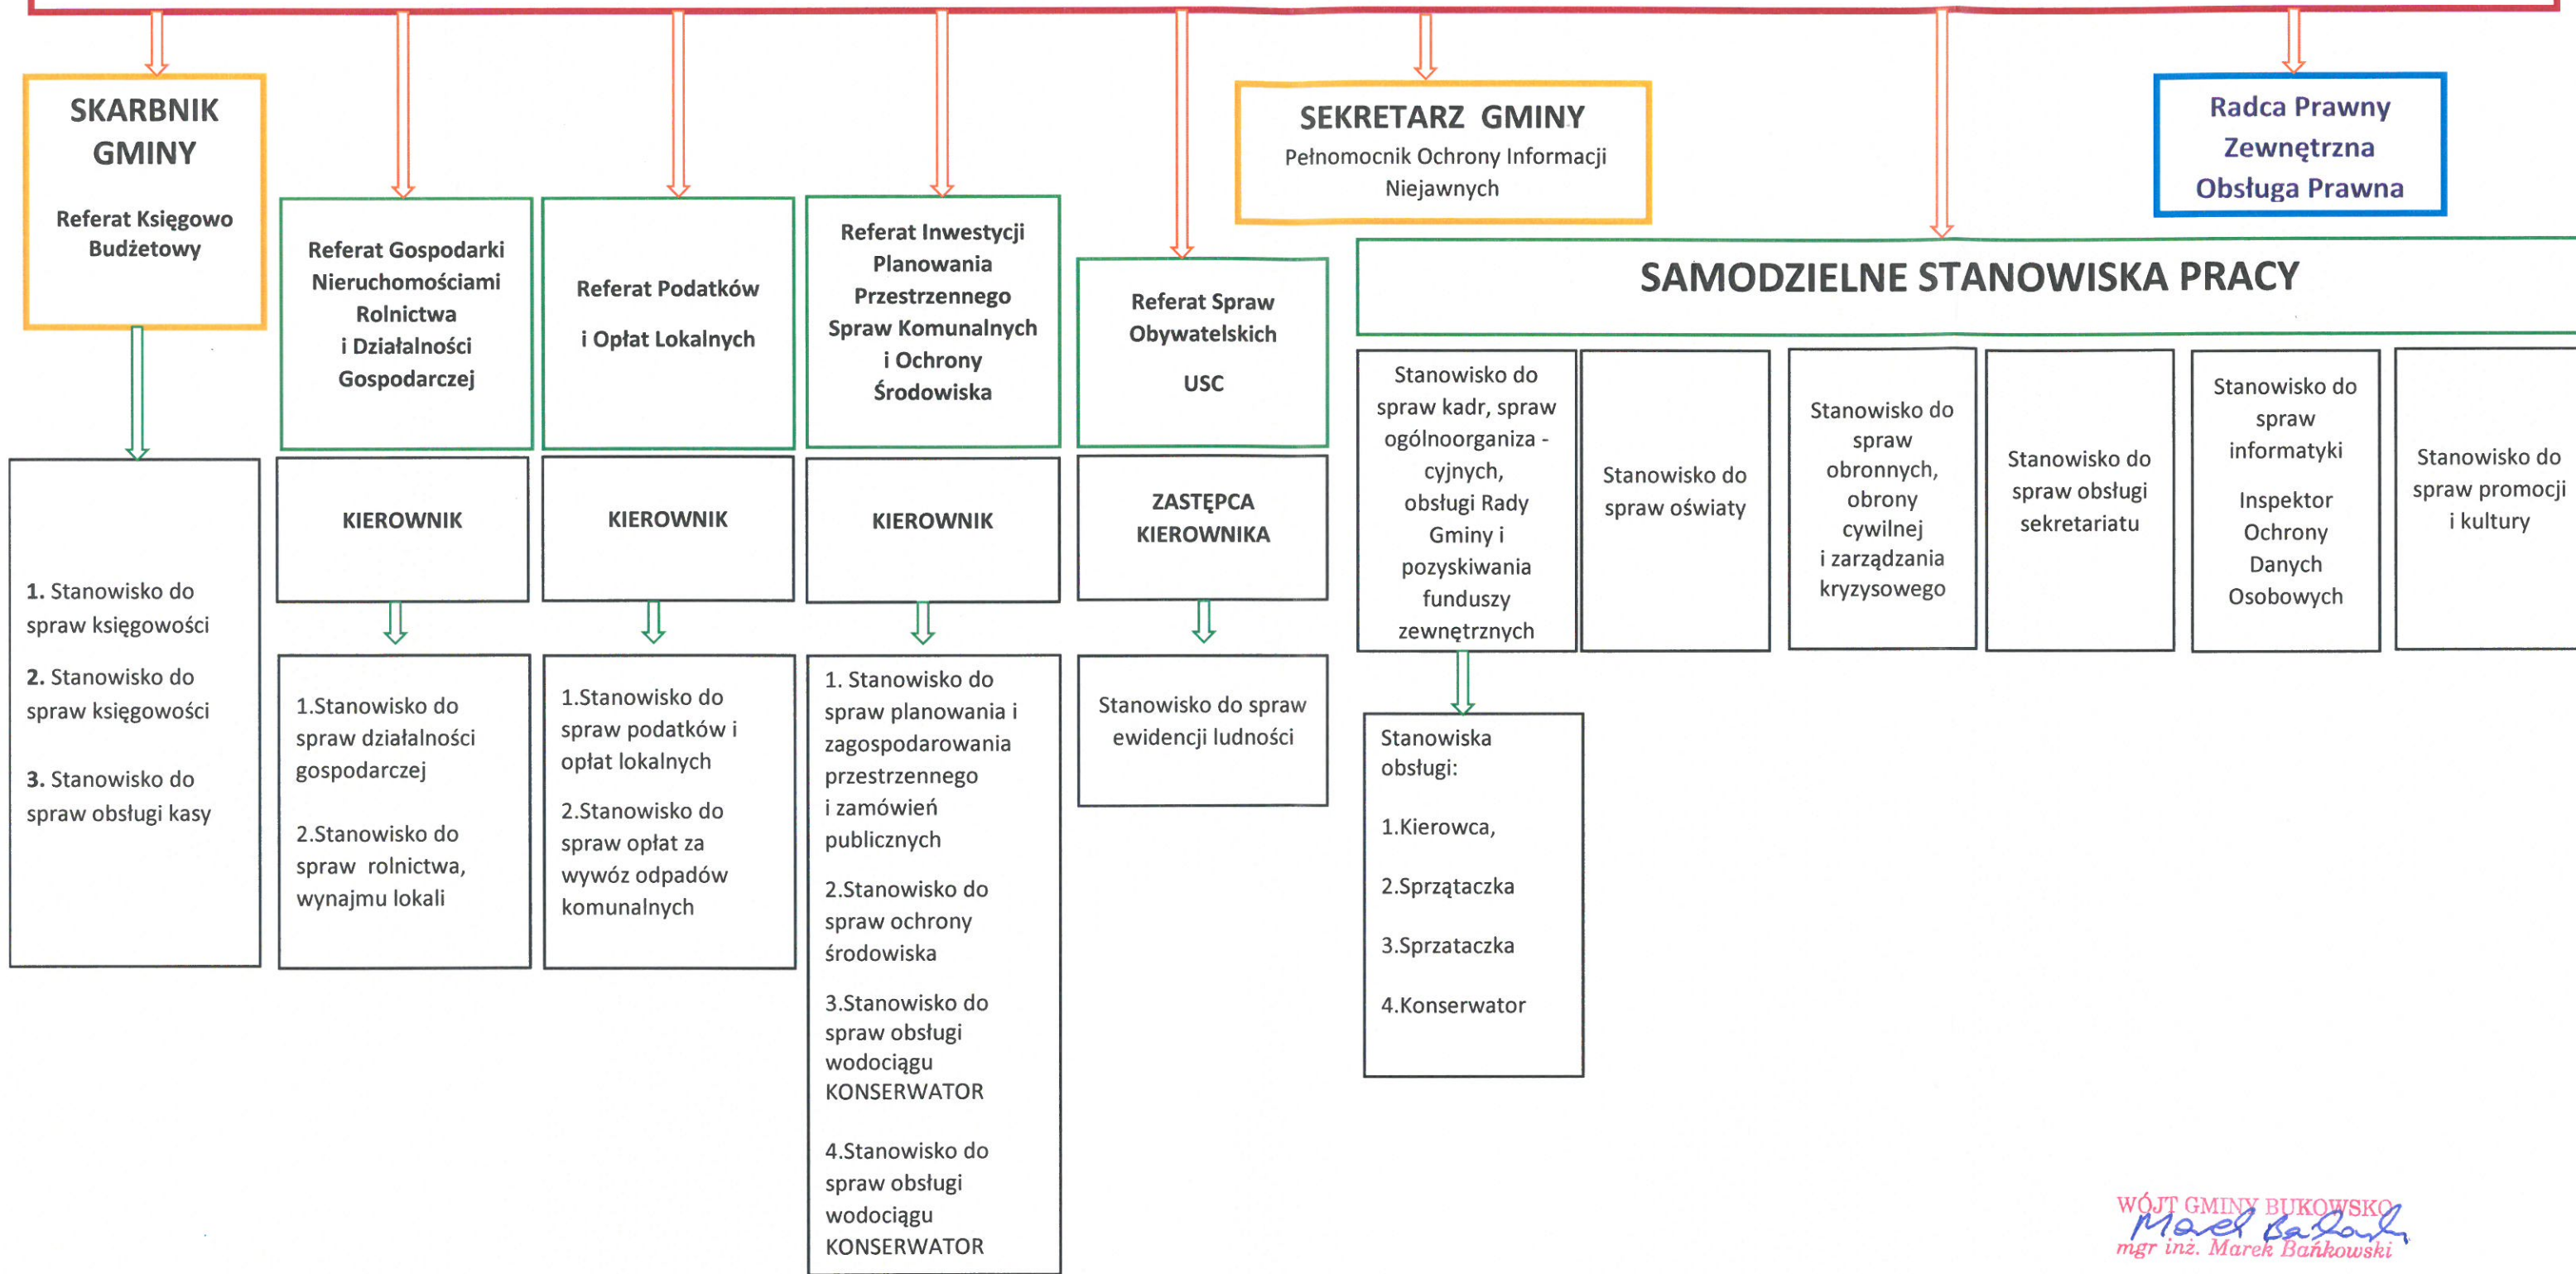 SKARBNIK
GMINY
Referat Księgowo
Budżetowy
Referat Gospodarki
Nieruchomościami
Rolnictwa
i Działalności
Gospodarczej
Referat Podatków
i Opłat Lokalnych
Referat Inwestycji
Planowania
Przestrzennego
Spraw Komunalnych
i Ochrony
Środowiska
Referat Spraw
Obywatelskich
USC
SEKRETARZ GMINY
Pełnomocnik Ochrony Informacji
Niejawnych
Radca Prawny
Zewnętrzna
Obsługa Prawna
SAMODZIELNE STANOWISKA PRACY
1. Stanowisko do
spraw księgowości
2. Stanowisko do
spraw księgowości
3. Stanowisko do
spraw obsługi kasy
KIEROWNIK
1.Stanowisko do
spraw działalności
gospodarczej
2.Stanowisko do
spraw rolnictwa,
wynajmu lokali
KIEROWNIK
1.Stanowisko do
spraw podatków i
opłat lokalnych
2.Stanowisko do
spraw opłat za
wywóz odpadów
komunalnych
KIEROWNIK
1. Stanowisko do
spraw planowania i
zagospodarowania
przestrzennego
i zamówień
publicznych
2.Stanowisko do
spraw ochrony
środowiska
3.Stanowisko do
spraw obsługi
wodociągu
KONSERWATOR
4.Stanowisko do
spraw obsługi
wodociągu
KONSERWATOR
ZASTĘPCA
KIEROWNIKA
Stanowisko do spraw
ewidencji ludności
Stanowisko do
spraw kadr, spraw
ogólnoorganiza -
cyjnych,
obsługi Rady
Gminy i
pozyskiwania
funduszy
zewnętrznych
Stanowiska
obsługi:
1.Kierowca,
2.Sprzątaczka
3.Sprzataczka
4.Konserwator
Stanowisko do
spraw oświaty
Stanowisko do
spraw
obronnych,
obrony
cywilnej
i zarządzania
kryzysowego
Stanowisko do
spraw obsługi
sekretariatu
Stanowisko do
spraw
informatyki
Inspektor
Ochrony
Danych
Osobowych
Stanowisko do
spraw promocji
i kultury
WÓJT GMINY BUKOWSKO
mgr inż. Marek Bańkowski